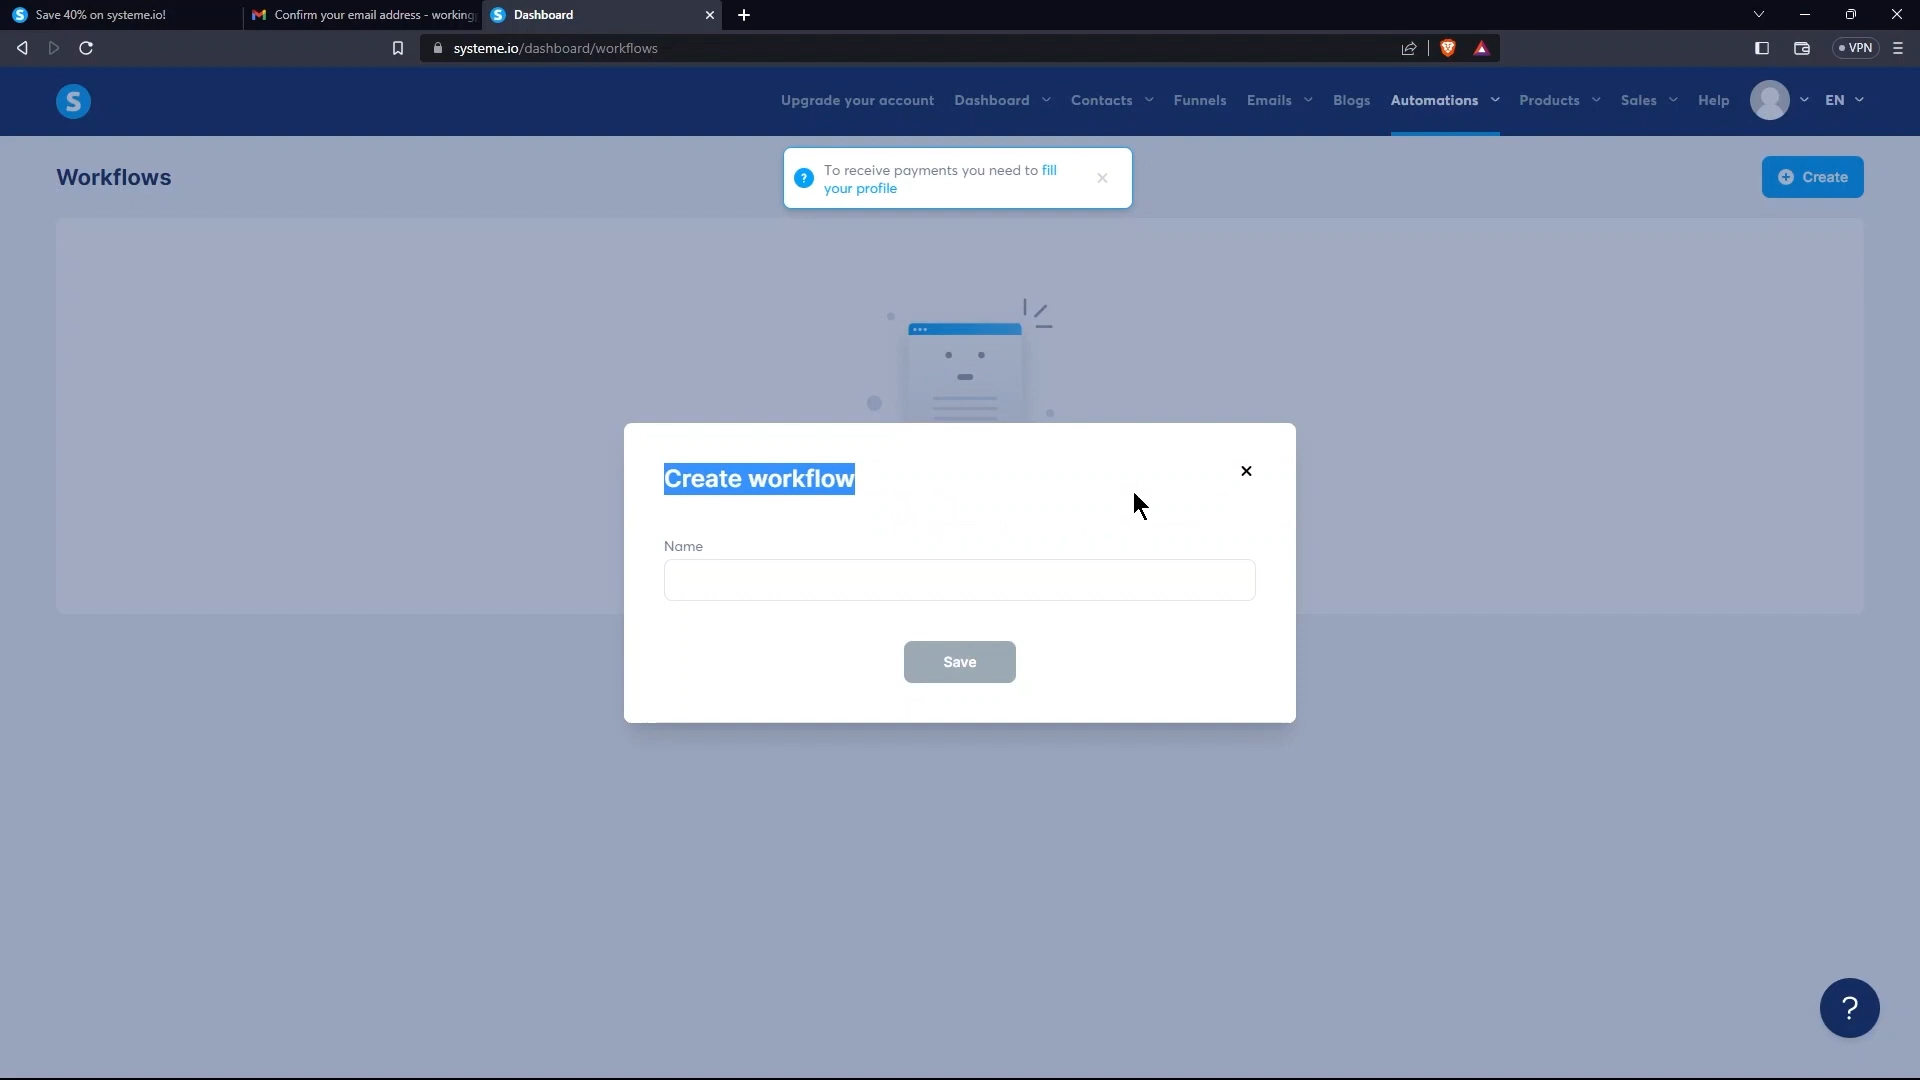 Save 40% on systeme.io!
Confirm your email address - working
Dashboard
systeme.io/dashboard/workflows
VPN
S
Upgrade your account
Dashboard
Contacts
Funnels
Emails
Blogs
Automations
Products
Sales
Help
EN
Workflows
To receive payments you need to fill
your profile
Create
Create workflow
Name
Save
?